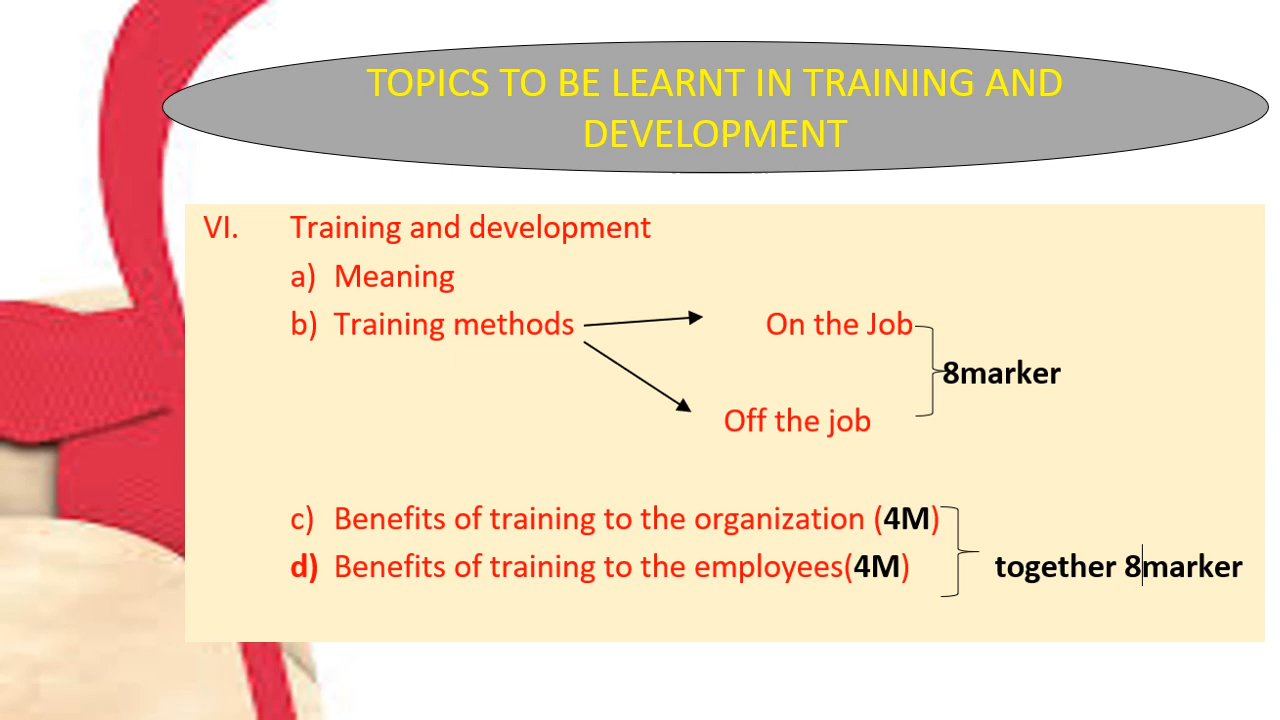 TOPICS TO BE LEARNT IN TRAINING AND
DEVELOPMENT
VI. Training and development
a) Meaning
b) Training methods On the Job
8marker
Off the job
c) Benefits of training to the organization (4M)
d) Benefits of training to the employees(4M) together 8marker